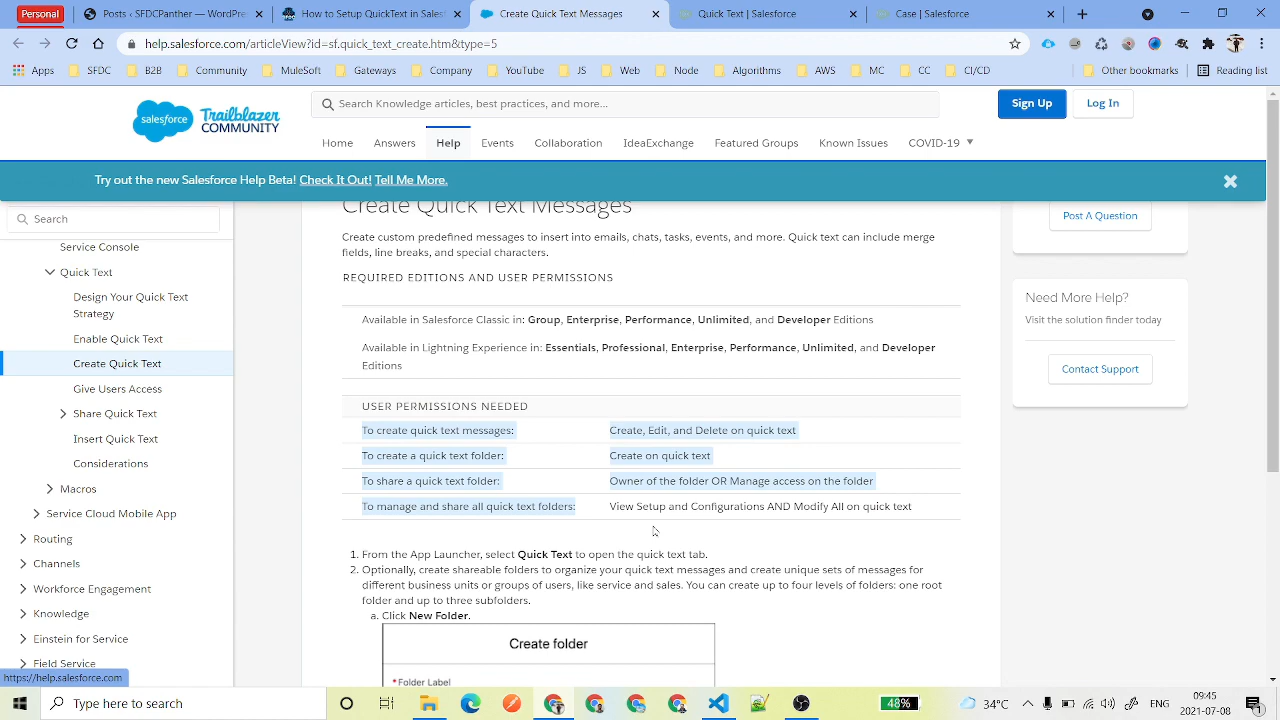 Personal
Posts - SFDCPanther - WordPre
How to Setup Quick Text in Sales
Create Quick Text Messages
Quick Text | Salesforce
Case | Salesforce
help.salesforce.com/articleView?id=sf.quick_text_create.htm&type=5
Apps SFDC B2B Community MuleSoft Gateways Company YouTube JS Web Node Algorithms AWS MC CC CI/CD Other bookmarks Reading list
salesforce Trailblazer COMMUNITY
Search Knowledge articles, best practices, and more...
Sign Up Log In
Home Answers Help Events Collaboration IdeaExchange Featured Groups Known Issues COVID-19
Try out the new Salesforce Help Beta! Check It Out! Tell Me More.
Search
Service Console
Quick Text
Design Your Quick Text
Strategy
Enable Quick Text
Create Quick Text
Give Users Access
Share Quick Text
Insert Quick Text
Considerations
Macros
Service Cloud Mobile App
Routing
Channels
Workforce Engagement
Knowledge
Einstein for Service
Field Service
https://help.salesforce.com
Create Quick Text Messages
Create custom predefined messages to insert into emails, chats, tasks, events, and more. Quick text can include merge
fields, line breaks, and special characters.
REQUIRED EDITIONS AND USER PERMISSIONS
Available in Salesforce Classic in: Group, Enterprise, Performance, Unlimited, and Developer Editions
Available in Lightning Experience in: Essentials, Professional, Enterprise, Performance, Unlimited, and Developer
Editions
USER PERMISSIONS NEEDED
To create quick text messages: Create, Edit, and Delete on quick text
To create a quick text folder: Create on quick text
To share a quick text folder: Owner of the folder OR Manage access on the folder
To manage and share all quick text folders: View Setup and Configurations AND Modify All on quick text
1. From the App Launcher, select Quick Text to open the quick text tab.
2. Optionally, create shareable folders to organize your quick text messages and create unique sets of messages for
different business units or groups of users, like service and sales. You can create up to four levels of folders: one root
folder and up to three subfolders.
a. Click New Folder.
Create folder
*Folder Label
Post A Question
Need More Help?
Visit the solution finder today
Contact Support
Type here to search
48%
34°C
ENG
09:45
2021-07-08